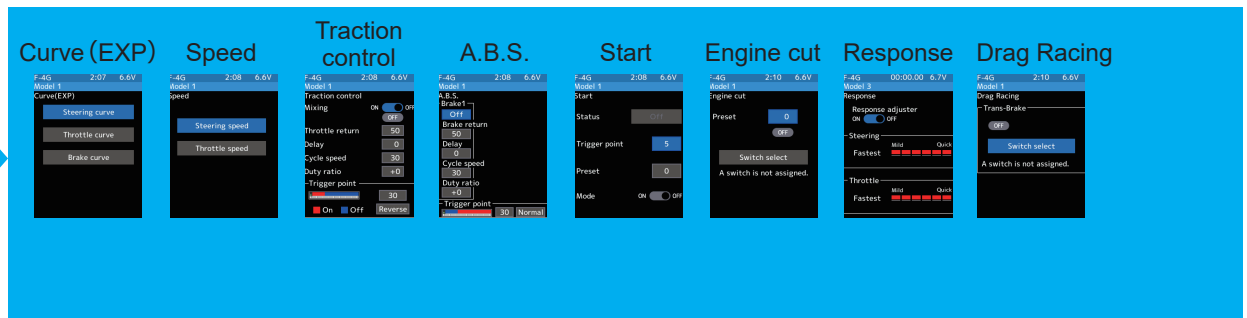 Curve (EXP)
F-4G 2:07 6.6V
Model 1
Curve(EXP)
Steering curve
Throttle curve
Brake curve
Speed
F-4G 2:08 6.6V
Model 1
Speed
Steering speed
Throttle speed
Traction
control
F-4G 2:08 6.6V
Model 1
Traction control
Mixing ON OFF
OFF
Throttle return 50
Delay 0
Cycle speed 30
Duty ratio +0
Trigger point
30
On Off Reverse
A.B.S.
F-4G 2:08 6.6V
Model 1
A.B.S.
Brake1
Off
Brake return
50
Delay
0
Cycle speed
30
Duty ratio
+0
Trigger point
30 Normal
Start
F-4G 2:08 6.6V
Model 1
Start
Status Off
Trigger point 5
Preset 0
Mode ON OFF
Engine cut
F-4G 2:10 6.6V
Model 1
Engine cut
Preset 0
OFF
Switch select
A switch is not assigned.
Response
F-4G 00:00.00 6.7V
Model 3
Response
Response adjuster
ON OFF
Steering
Mild Quick
Fastest
Throttle
Mild Quick
Fastest
Drag Racing
F-4G 2:10 6.6V
Model 1
Drag Racing
Trans-Brake
OFF
Switch select
A switch is not assigned.